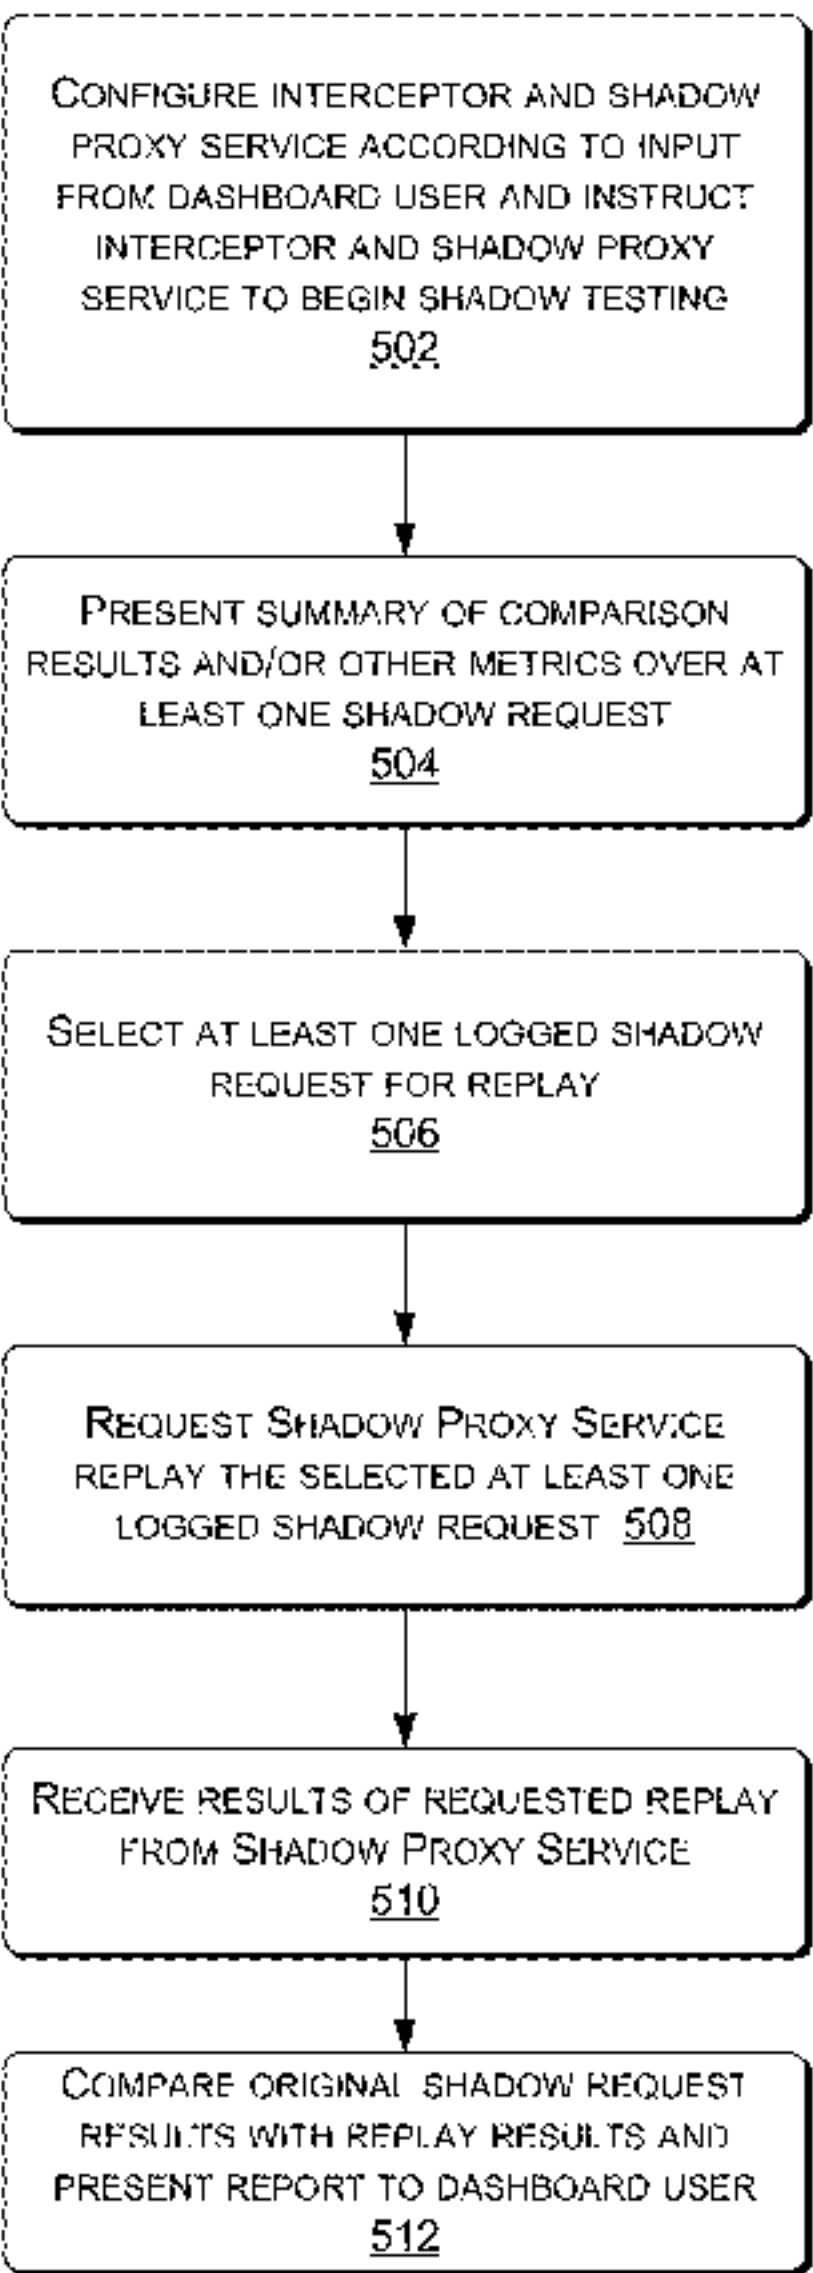 CONFIGURE INTERCEPTOR AND SHADOW
PROXY SERVICE ACCORDING TO INPUT
FROM DASHBOARD USER AND INSTRUCT
INTERCEPTOR AND SHADOW PROXY
SERVICE TO BEGIN SHADOW TESTING
502
PRESENT SUMMARY OF COMPARISON
RESULTS AND/OR OTHER METRICS OVER AT
LEAST ONE SHADOW REQUEST
504
SELECT AT LEAST ONE LOGGED SHADOW
REQUEST FOR REPLAY
506
REQUEST SHADOW PROXY SERVICE
REPLAY THE SELECTED AT LEAST ONE
LOGGED SHADOW REQUEST 508
RECEIVE RESULTS OF REQUESTED REPLAY
FROM SHADOW PROXY SERVICE
510
COMPARE ORIGINAL SHADOW REQUEST
RESULTS WITH REPLAY RESULTS AND
PRESENT REPORT TO DASHBOARD USER
512